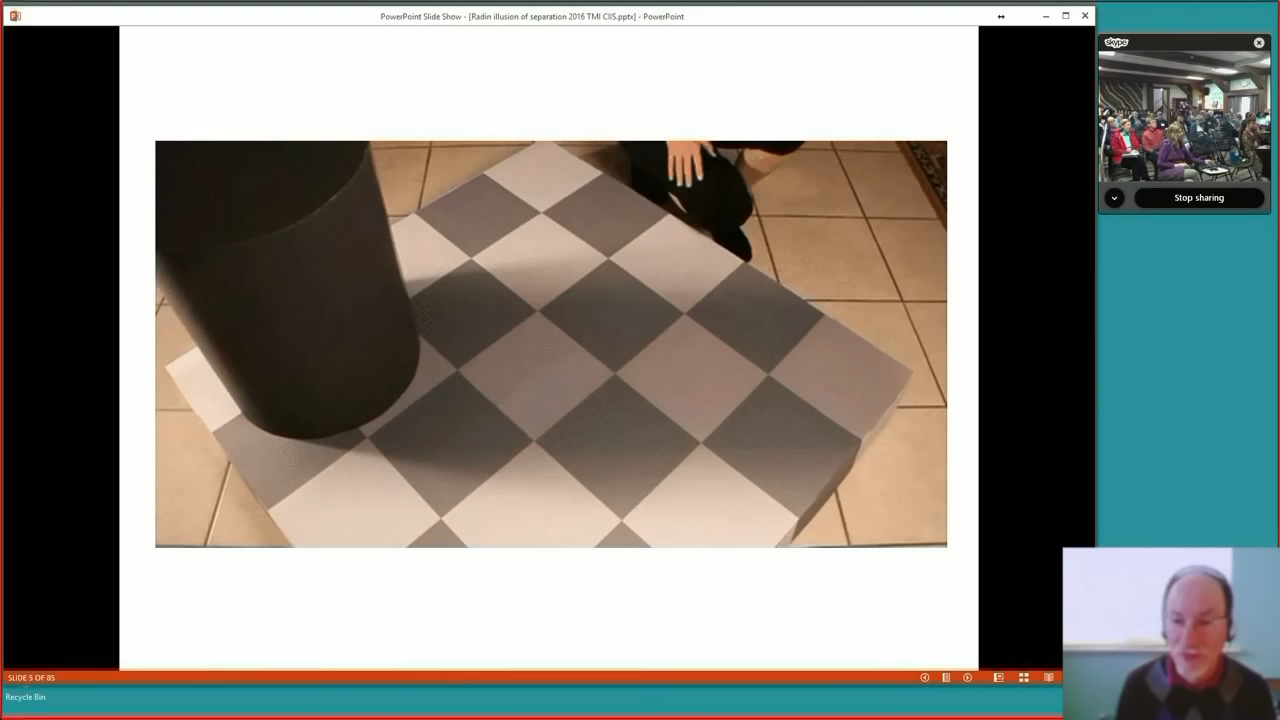 PowerPoint Slide Show - [Radin illusion of separation 2016 TMI CIIS.pptx] - PowerPoint
skype
Stop sharing
SLIDE 5 OF 85
Recycle Bin